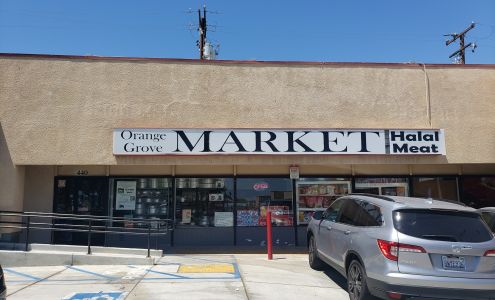 Orange
Grove
MARKET
Halal
Meat
440